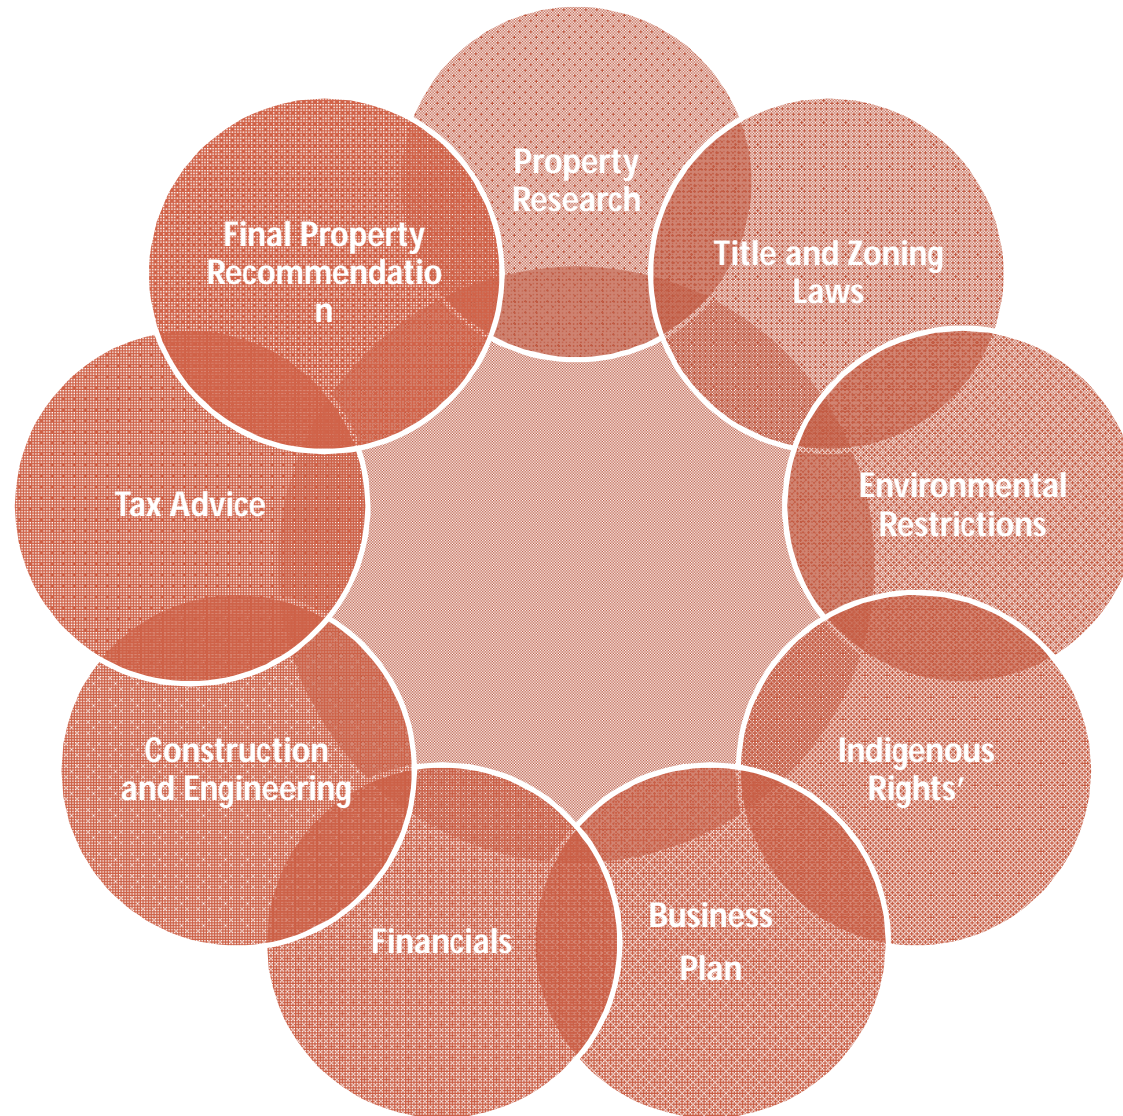 Property
Research
Title and Zoning
Laws
Environmental
Restrictions
Indigenous
Rights’
Business
Plan
Financials
Construction
and Engineering
Tax Advice
Final Property
Recommendatio
n